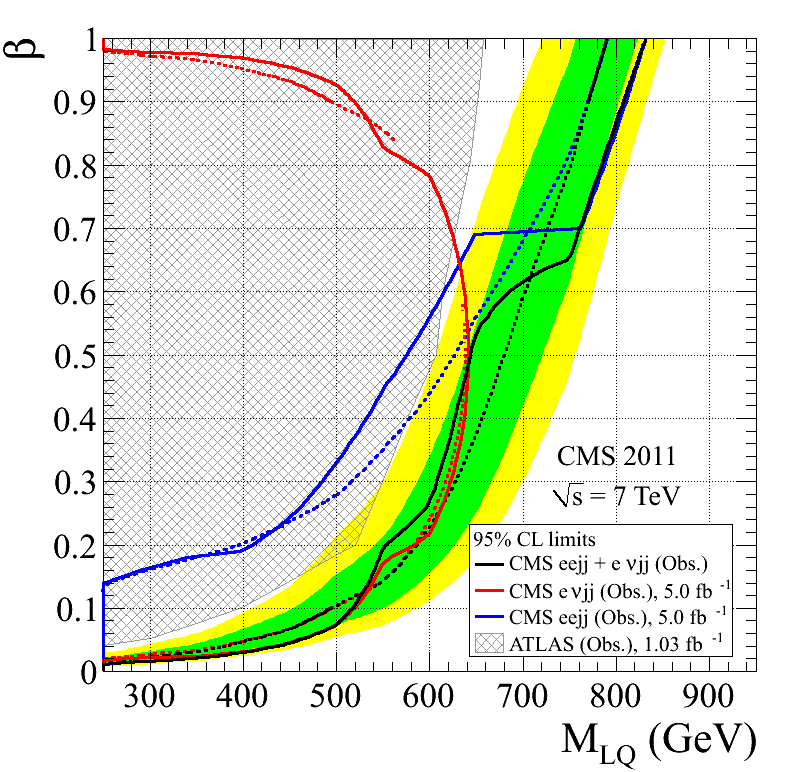 β
1
0.9
0.8
0.7
0.6
0.5
0.4
0.3
0.2
0.1
0
CMS 2011
√s = 7 TeV
95% CL limits
CMS eejj + e νjj (Obs.)
CMS e νjj (Obs.), 5.0 fb⁻¹
CMS eejj (Obs.), 5.0 fb⁻¹
ATLAS (Obs.), 1.03 fb⁻¹
300 400 500 600 700 800 900
M_LQ (GeV)